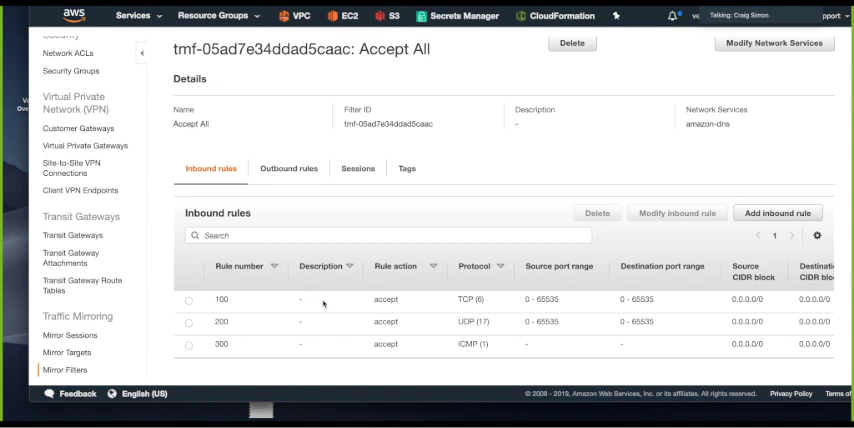 aws Services Resource Groups VPC EC2 S3 Secrets Manager CloudFormation Talking: Craig Simon pport
Security
Network ACLs
Security Groups
Virtual Private
Network (VPN)
Customer Gateways
Virtual Private Gateways
Site-to-Site VPN
Connections
Client VPN Endpoints
Transit Gateways
Transit Gateways
Transit Gateway
Attachments
Transit Gateway Route
Tables
Traffic Mirroring
Mirror Sessions
Mirror Targets
Mirror Filters
tmf-05ad7e34ddad5caac: Accept All Delete Modify Network Services
Details
Name Filter ID Description Network Services
Accept All tmf-05ad7e34ddad5caac - amazon-dns
Inbound rules Outbound rules Sessions Tags
Inbound rules Delete Modify inbound rule Add inbound rule
Search 1
Rule number Description Rule action Protocol Source port range Destination port range Source CIDR block Destinati CIDR bloc
100 - accept TCP (6) 0 - 65535 0 - 65535 0.0.0.0/0 0.0.0.0/0
200 - accept UDP (17) 0 - 65535 0 - 65535 0.0.0.0/0 0.0.0.0/0
300 - accept ICMP (1) - - 0.0.0.0/0 0.0.0.0/0
Feedback English (US) © 2008 - 2019, Amazon Web Services, Inc. or its affiliates. All rights reserved. Privacy Policy Terms of